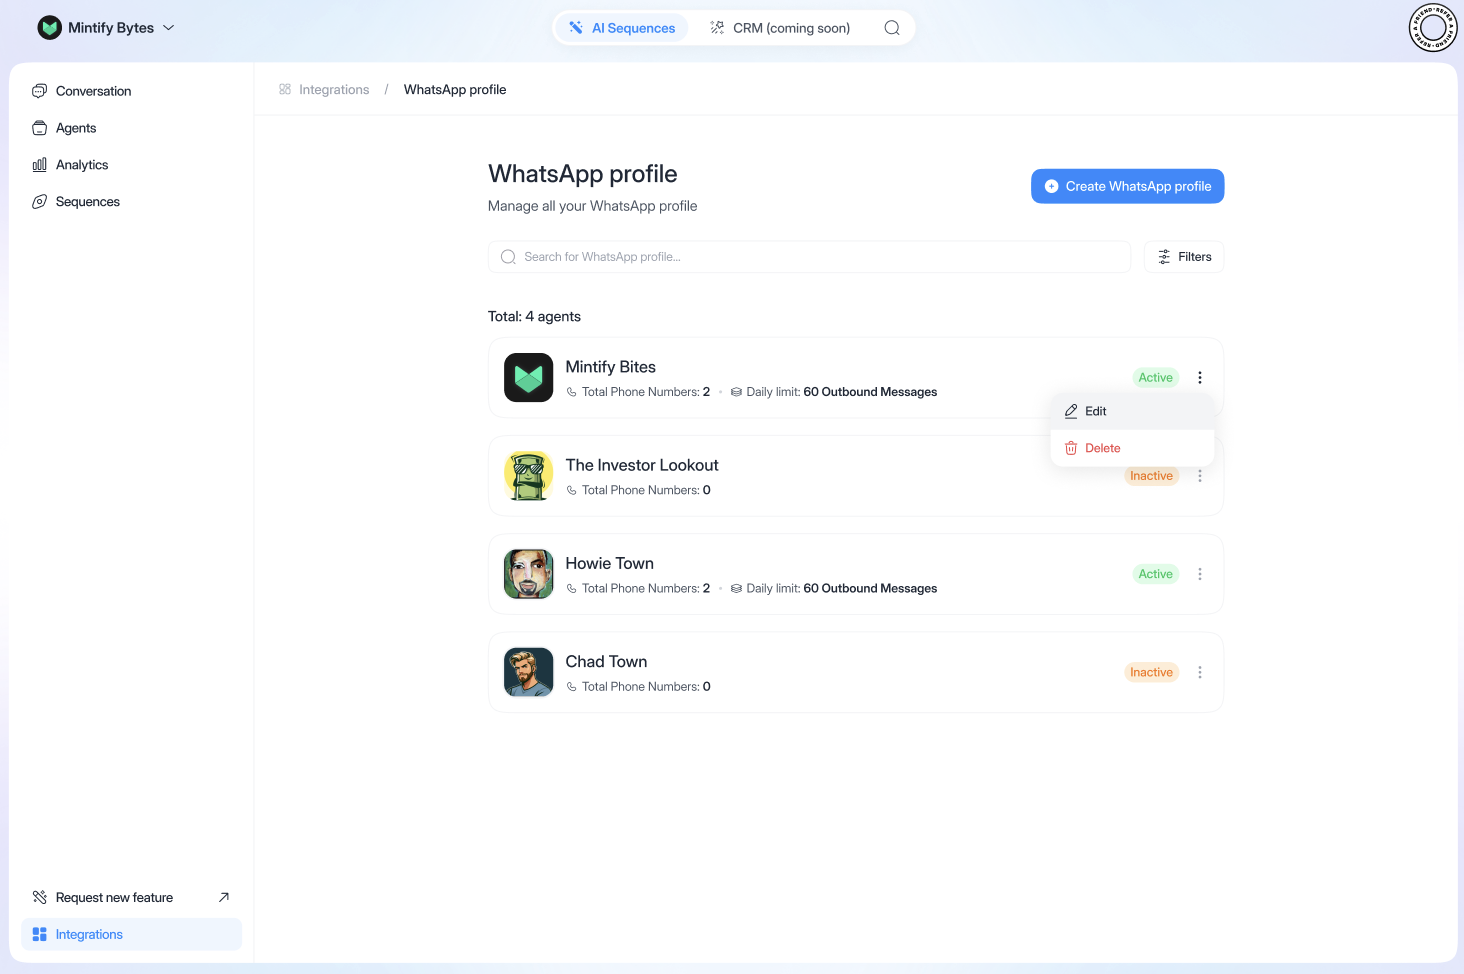 Mintify Bytes
AI Sequences
CRM (coming soon)
REFER A FRIEND • REFER A FRIEND •
Conversation
Agents
Analytics
Sequences
Integrations / WhatsApp profile
WhatsApp profile
Manage all your WhatsApp profile
Create WhatsApp profile
Search for WhatsApp profile...
Filters
Total: 4 agents
Mintify Bites
Total Phone Numbers: 2 • Daily limit: 60 Outbound Messages
Active
Edit
Delete
The Investor Lookout
Total Phone Numbers: 0
Inactive
Howie Town
Total Phone Numbers: 2 • Daily limit: 60 Outbound Messages
Active
Chad Town
Total Phone Numbers: 0
Inactive
Request new feature
Integrations